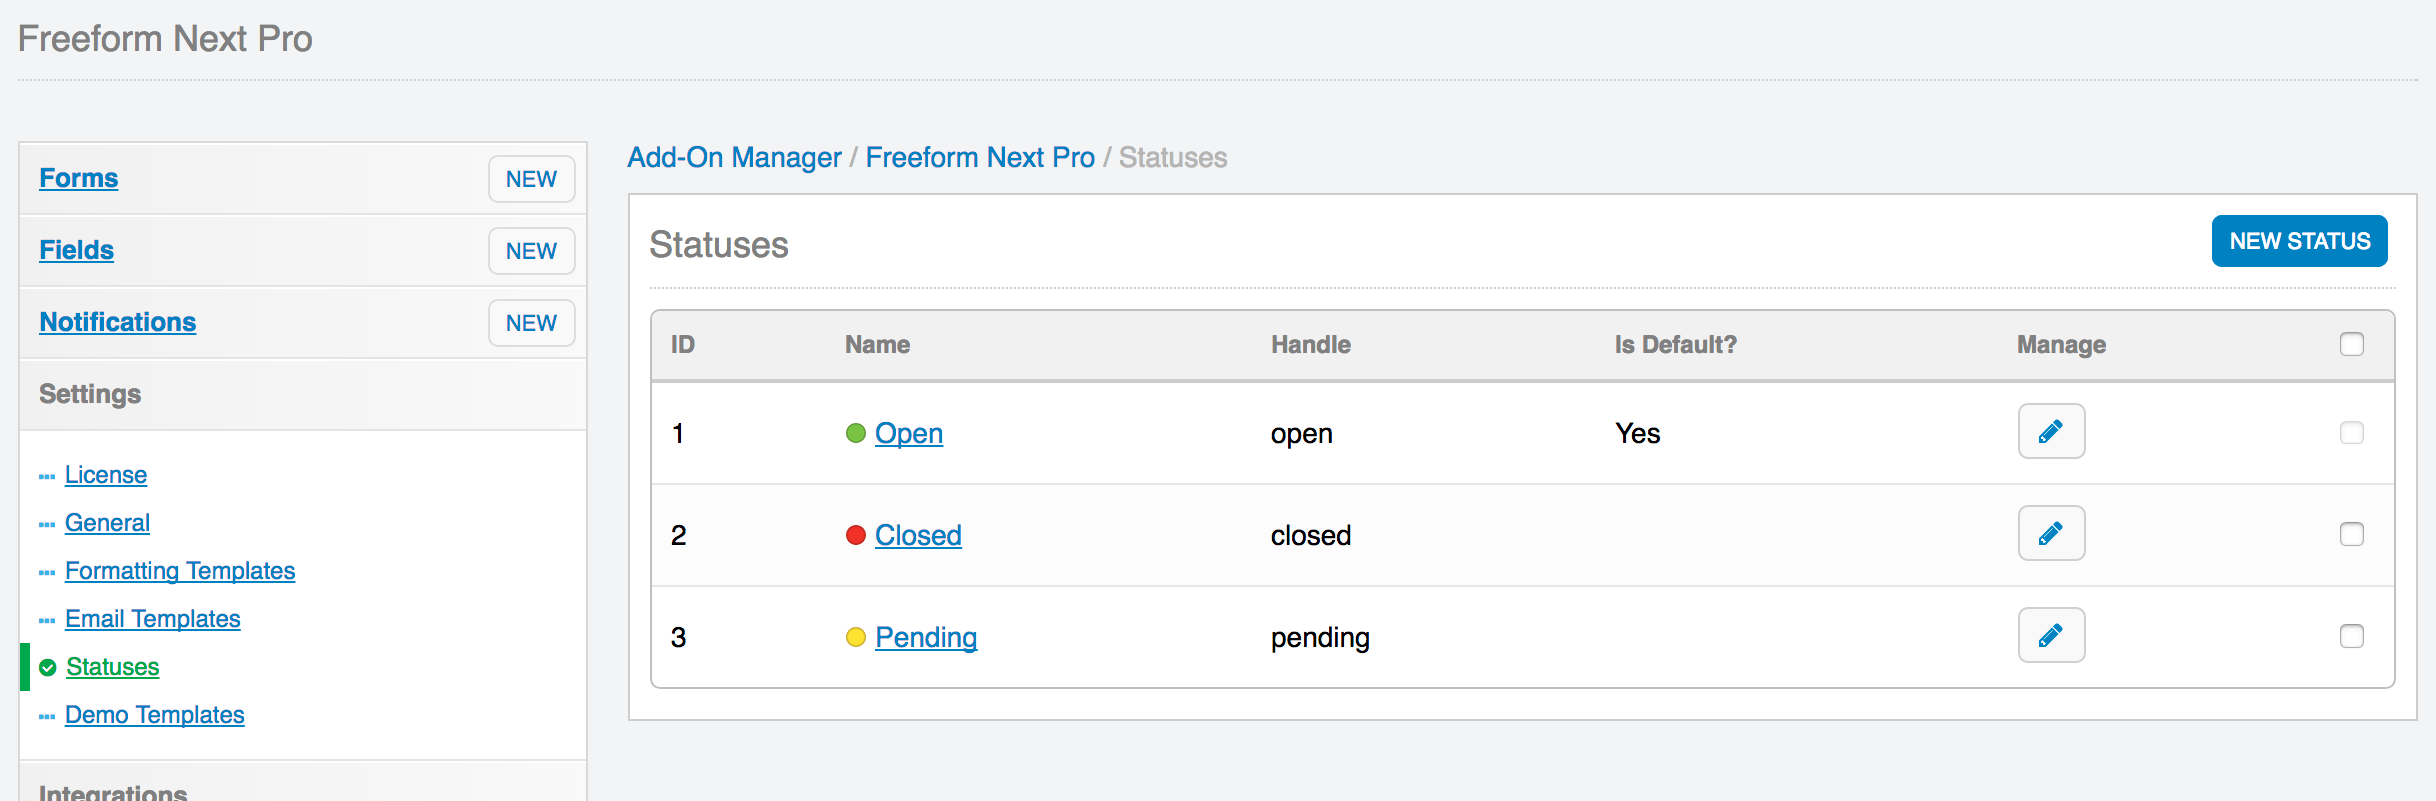 Freeform Next Pro
Forms NEW
Fields NEW
Notifications NEW
Settings
License
General
Formatting Templates
Email Templates
Statuses
Demo Templates
Integrations
Add-On Manager / Freeform Next Pro / Statuses
Statuses NEW STATUS
ID Name Handle Is Default? Manage
1 Open open Yes
2 Closed closed
3 Pending pending